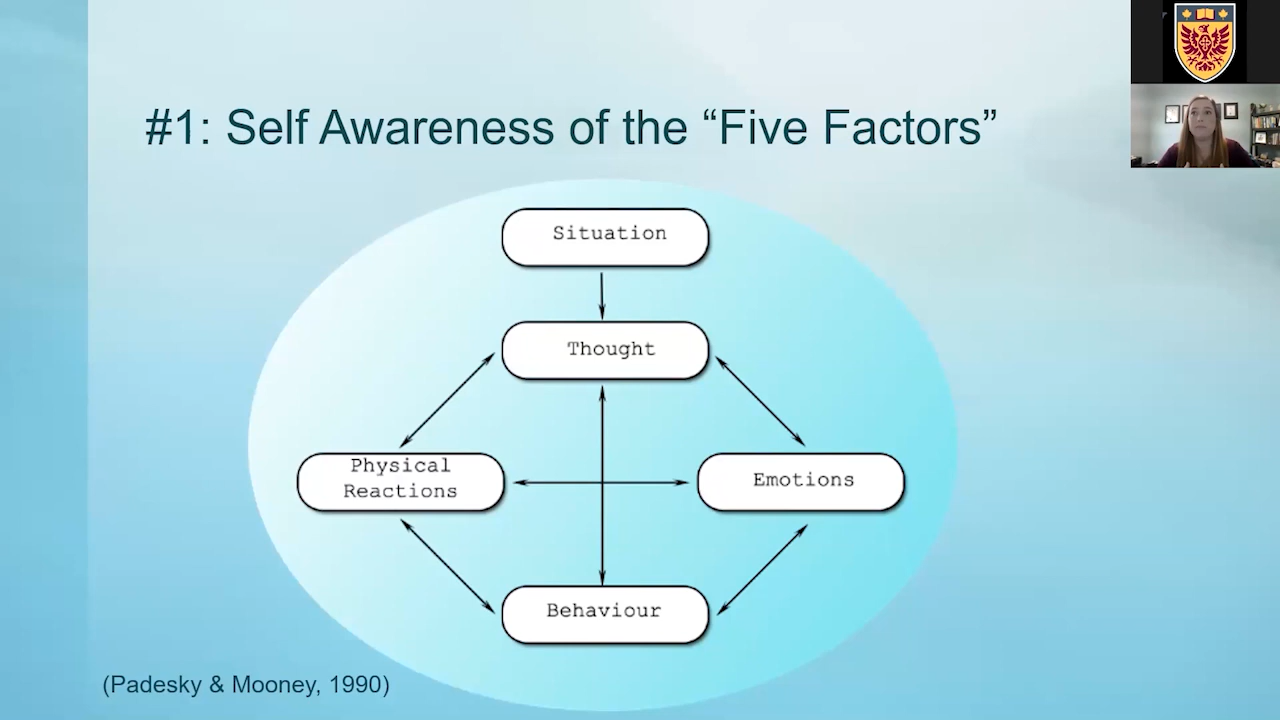 #1: Self Awareness of the “Five Factors”
Situation
Thought
Physical
Reactions
Emotions
Behaviour
(Padesky & Mooney, 1990)